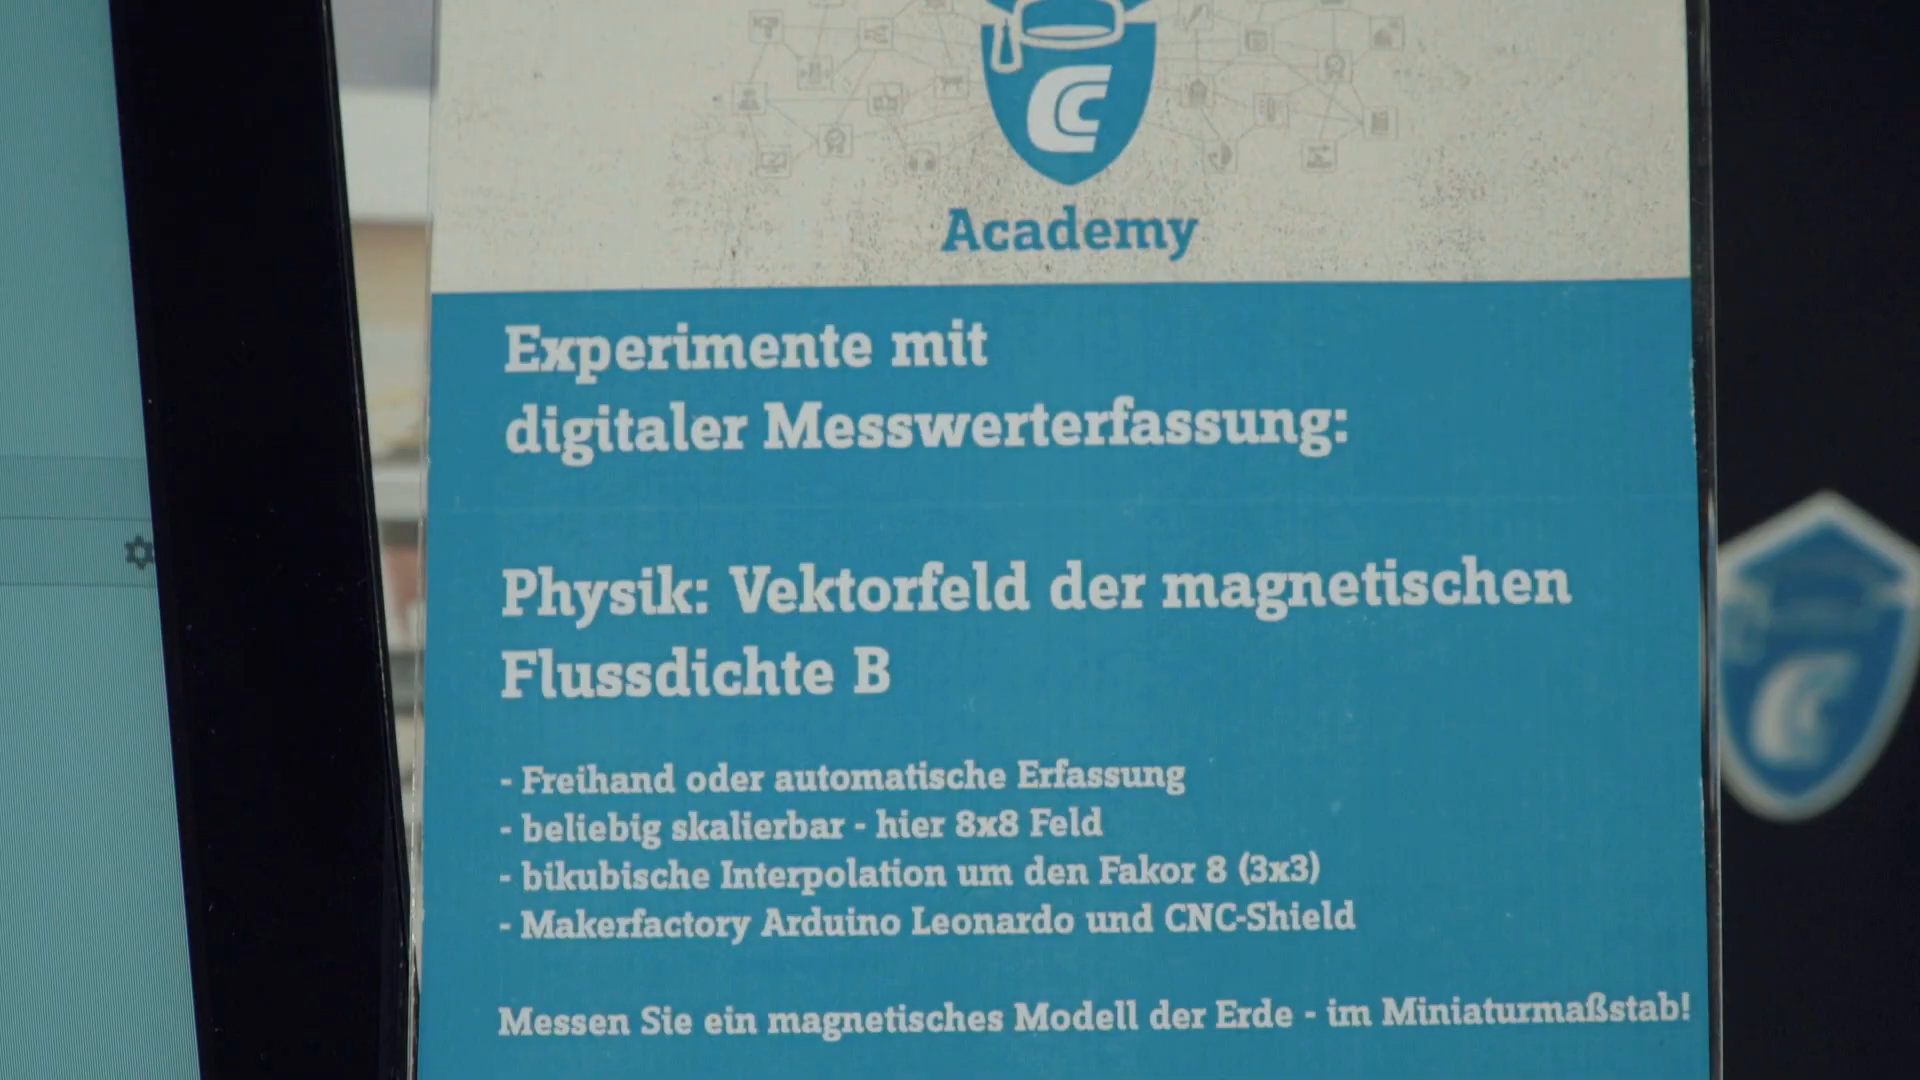 Academy
Experimente mit
digitaler Messwerterfassung:
Physik: Vektorfeld der magnetischen
Flussdichte B
- Freihand oder automatische Erfassung
- beliebig skalierbar - hier 8x8 Feld
- bikubische Interpolation um den Fakor 8 (3x3)
- Makerfactory Arduino Leonardo und CNC-Shield
Messen Sie ein magnetisches Modell der Erde - im Miniaturmaßstab!